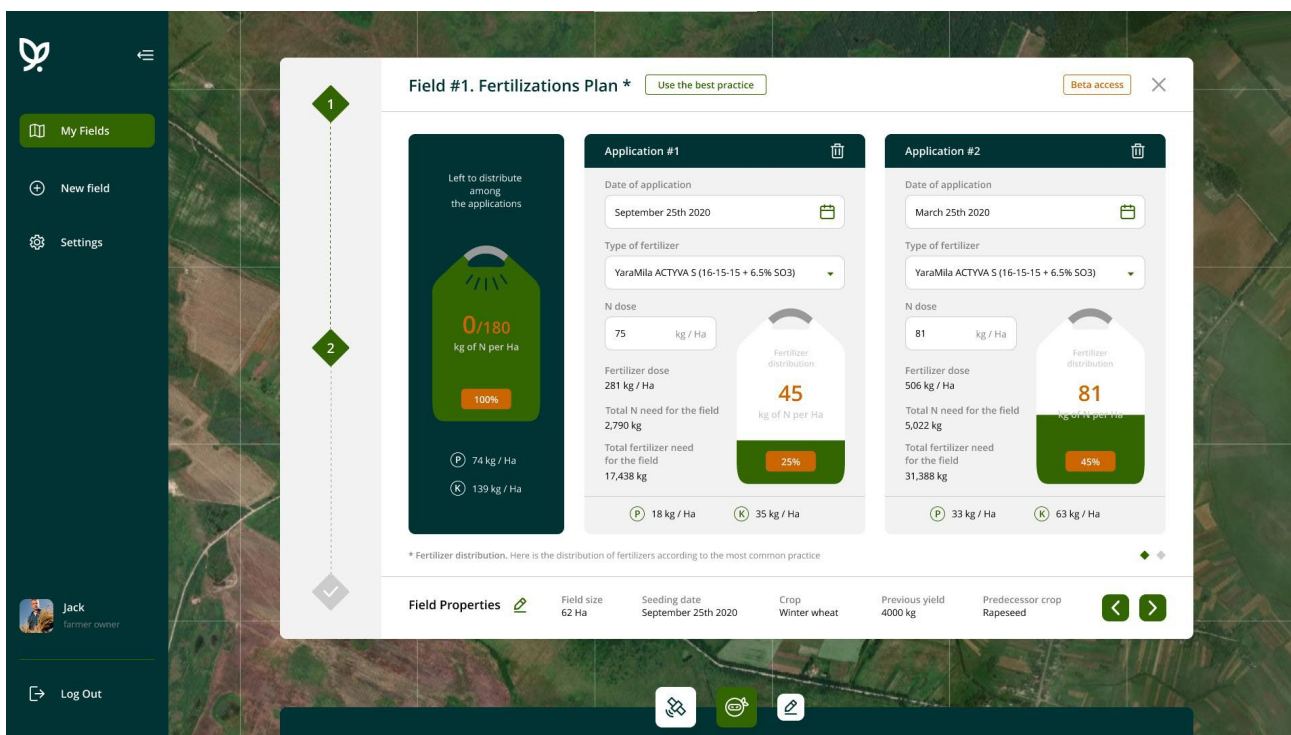 My Fields
New field
Settings
Jack
farmer owner
Log Out
1
2
Field #1. Fertilizations Plan *
Use the best practice
Beta access
Left to distribute
among
the applications
0/180
kg of N per Ha
100%
P 74 kg / Ha
K 139 kg / Ha
Application #1
Date of application
September 25th 2020
Type of fertilizer
YaraMila ACTYVA S (16-15-15 + 6.5% SO3)
N dose
75 kg / Ha
Fertilizer dose
281 kg / Ha
Total N need for the field
2,790 kg
Total fertilizer need
for the field
17,438 kg
Fertilizer
distribution
45
kg of N per Ha
25%
P 18 kg / Ha K 35 kg / Ha
Application #2
Date of application
March 25th 2020
Type of fertilizer
YaraMila ACTYVA S (16-15-15 + 6.5% SO3)
N dose
81 kg / Ha
Fertilizer dose
506 kg / Ha
Total N need for the field
5,022 kg
Total fertilizer need
for the field
31,388 kg
Fertilizer
distribution
81
kg of N per Ha
45%
P 33 kg / Ha K 63 kg / Ha
* Fertilizer distribution. Here is the distribution of fertilizers according to the most common practice
Field Properties
Field size
62 Ha
Seeding date
September 25th 2020
Crop
Winter wheat
Previous yield
4000 kg
Predecessor crop
Rapeseed